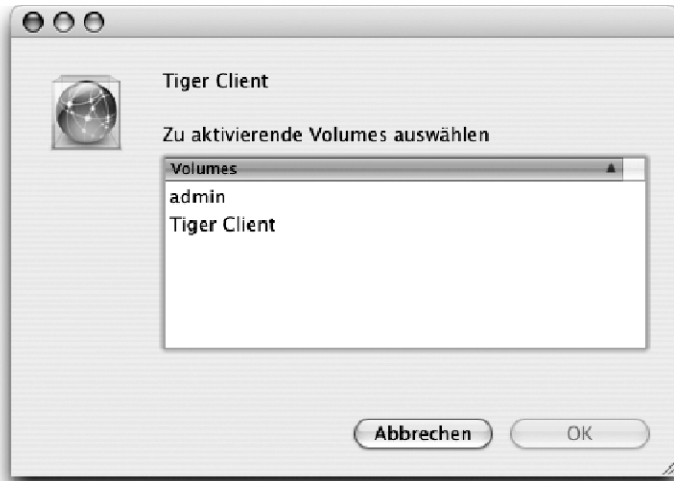 Tiger Client
Zu aktivierende Volumes auswählen
Volumes
admin
Tiger Client
Abbrechen
OK